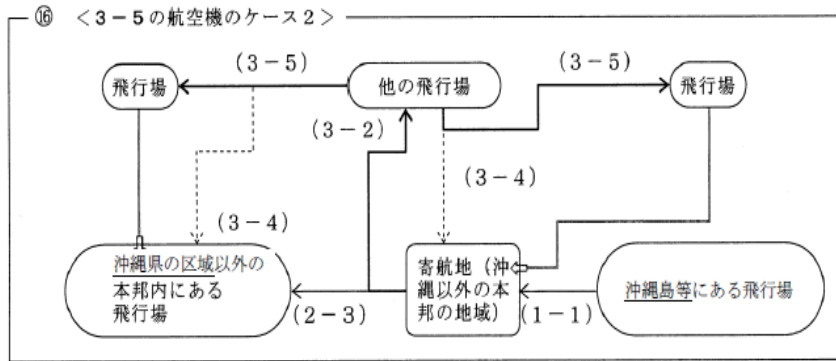 ⑯ <3-5の航空機のケース2>
(3-5)
(3-5)
飛行場
他の飛行場
飛行場
(3-2)
(3-4)
(3-4)
沖縄県の区域以外の
本邦内にある
飛行場
(2-3)
寄航地(沖
縄以外の本
邦の地域)
(1-1)
沖縄島等にある飛行場